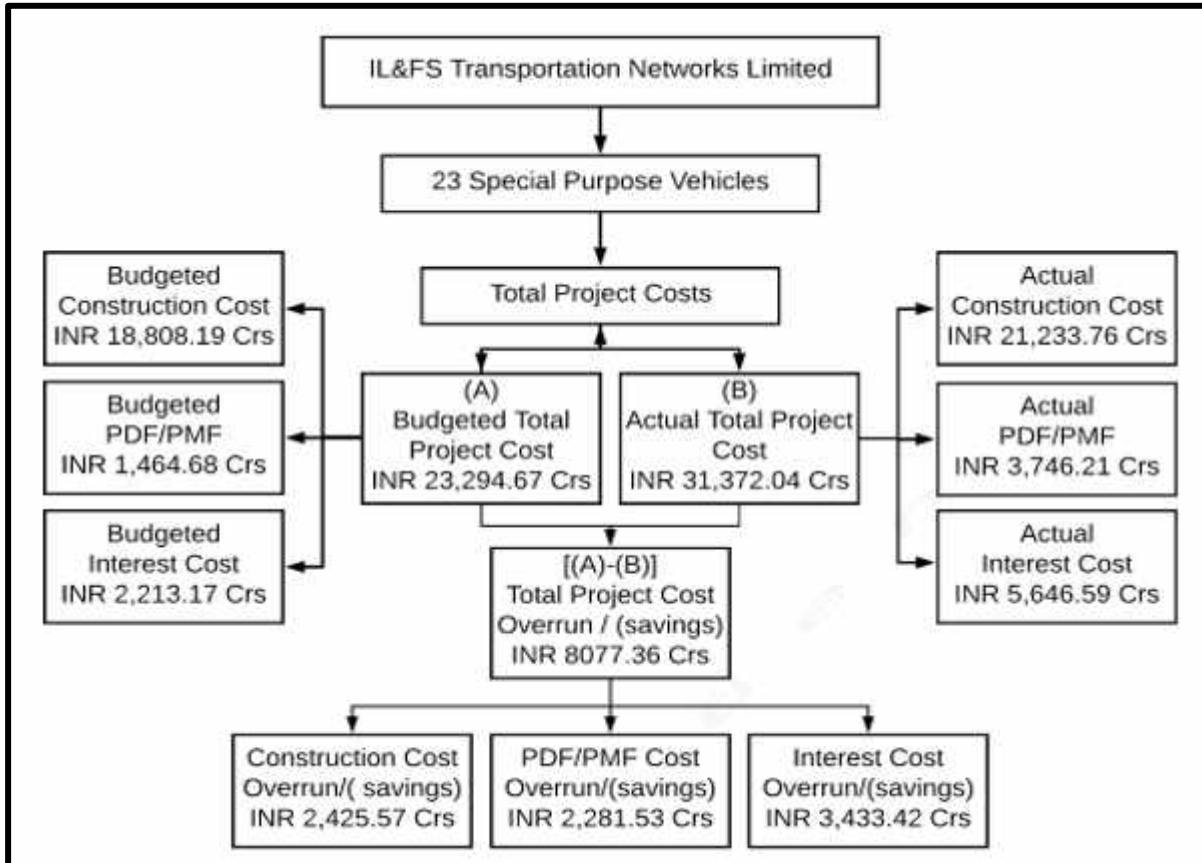 IL&FS Transportation Networks Limited
23 Special Purpose Vehicles
Total Project Costs
Budgeted
Construction Cost
INR 18,808.19 Crs
Budgeted
PDF/PMF
INR 1,464.68 Crs
Budgeted
Interest Cost
INR 2,213.17 Crs
(A)
Budgeted Total
Project Cost
INR 23,294.67 Crs
(B)
Actual Total Project
Cost
INR 31,372.04 Crs
Actual
Construction Cost
INR 21,233.76 Crs
Actual
PDF/PMF
INR 3,746.21 Crs
Actual
Interest Cost
INR 5,646.59 Crs
[(A)-(B)]
Total Project Cost
Overrun / (savings)
INR 8077.36 Crs
Construction Cost
Overrun/( savings)
INR 2,425.57 Crs
PDF/PMF Cost
Overrun/(savings)
INR 2,281.53 Crs
Interest Cost
Overrun/(savings)
INR 3,433.42 Crs